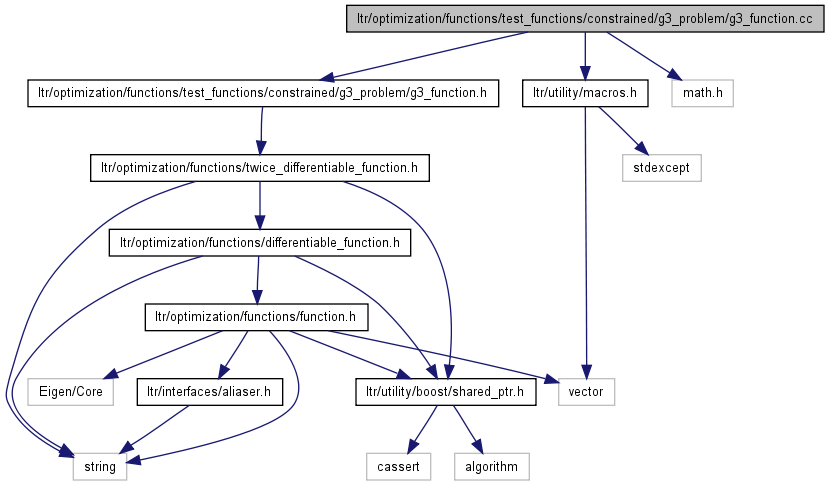 ltr/optimization/functions/test_functions/constrained/g3_problem/g3_function.cc
ltr/optimization/functions/test_functions/constrained/g3_problem/g3_function.h
ltr/utility/macros.h
math.h
ltr/optimization/functions/twice_differentiable_function.h
stdexcept
ltr/optimization/functions/differentiable_function.h
ltr/optimization/functions/function.h
Eigen/Core
ltr/interfaces/aliaser.h
ltr/utility/boost/shared_ptr.h
vector
string
cassert
algorithm